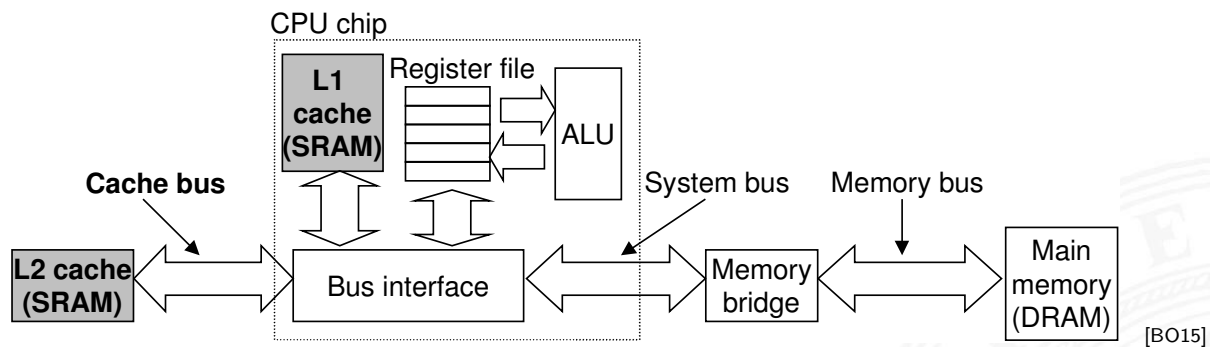 CPU chip
L1
cache
(SRAM)
Register file
ALU
Cache bus
System bus
Memory bus
L2 cache
(SRAM)
Bus interface
Memory
bridge
Main
memory
(DRAM)
[BO15]
E